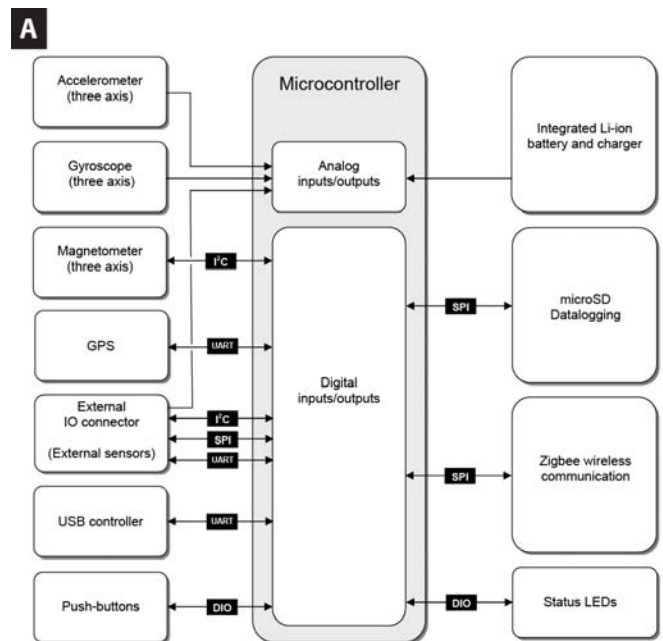 A
Accelerometer
(three axis)
Gyroscope
(three axis)
Magnetometer
(three axis)
GPS
External
IO connector
(External sensors)
USB controller
Push-buttons
I²C
UART
I²C
SPI
UART
UART
DIO
Microcontroller
Analog
inputs/outputs
Digital
inputs/outputs
SPI
SPI
DIO
Integrated Li-ion
battery and charger
microSD
Datalogging
Zigbee wireless
communication
Status LEDs